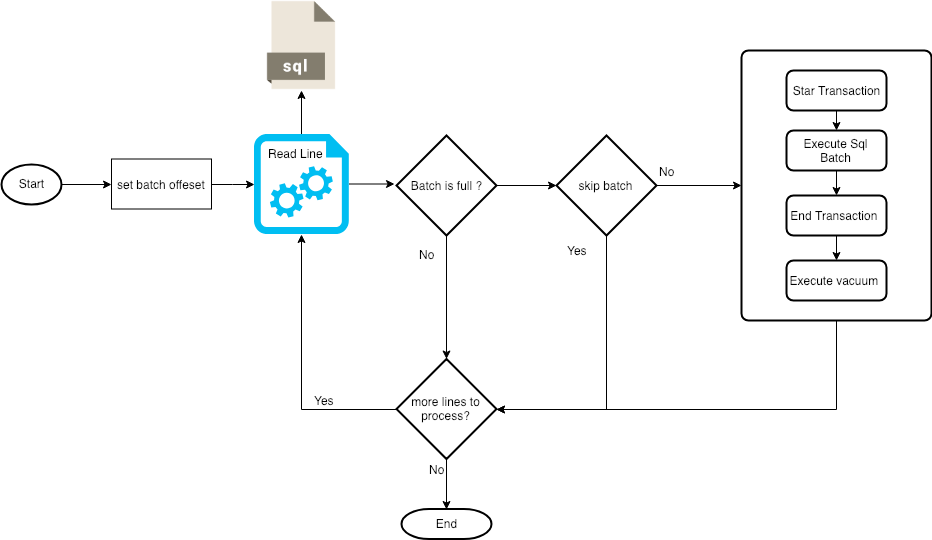 sql
Read Line
Start
set batch offeset
Batch is full ?
skip batch
No
Star Transaction
Execute Sql
Batch
End Transaction
Execute vacuum
No
Yes
Yes
more lines to
process?
No
End